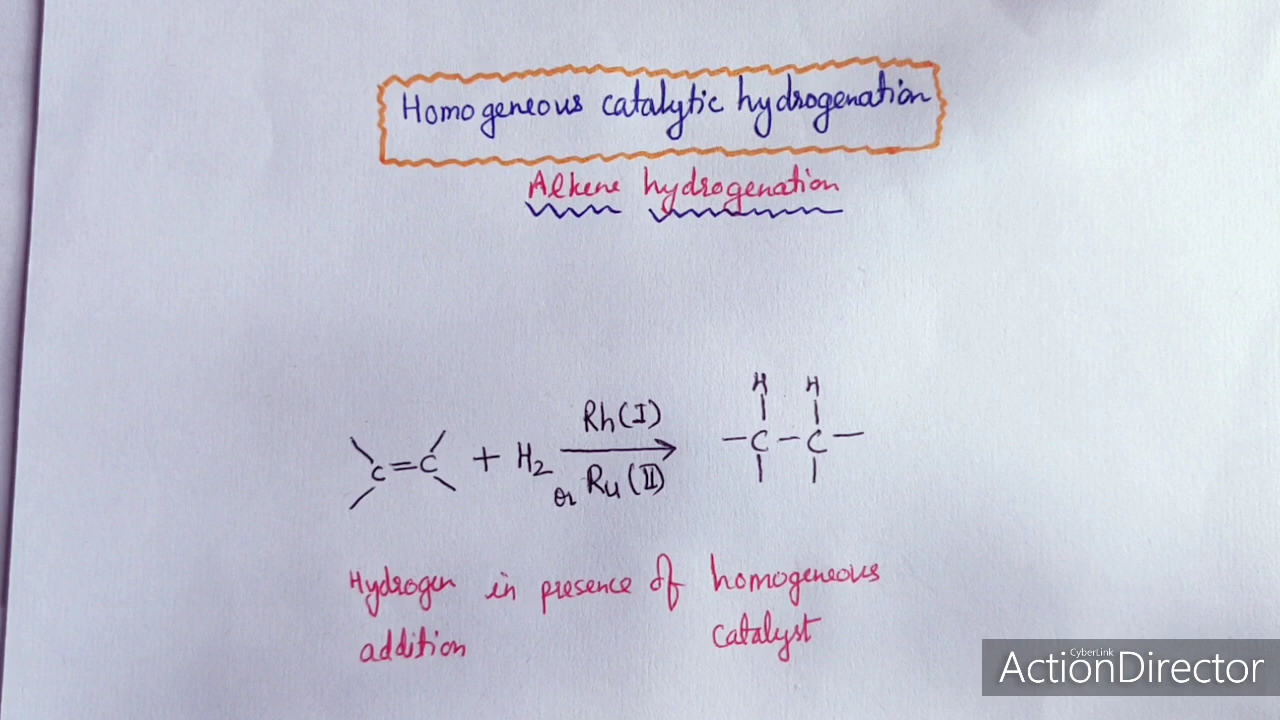 Homogeneous catalytic hydrogenation
Alkene hydrogenation
H H
C=C + H2 Rh(I) or Ru(II) -C-C-
Hydrogen in presence of homogeneous
addition catalyst
CyberLink
ActionDirector